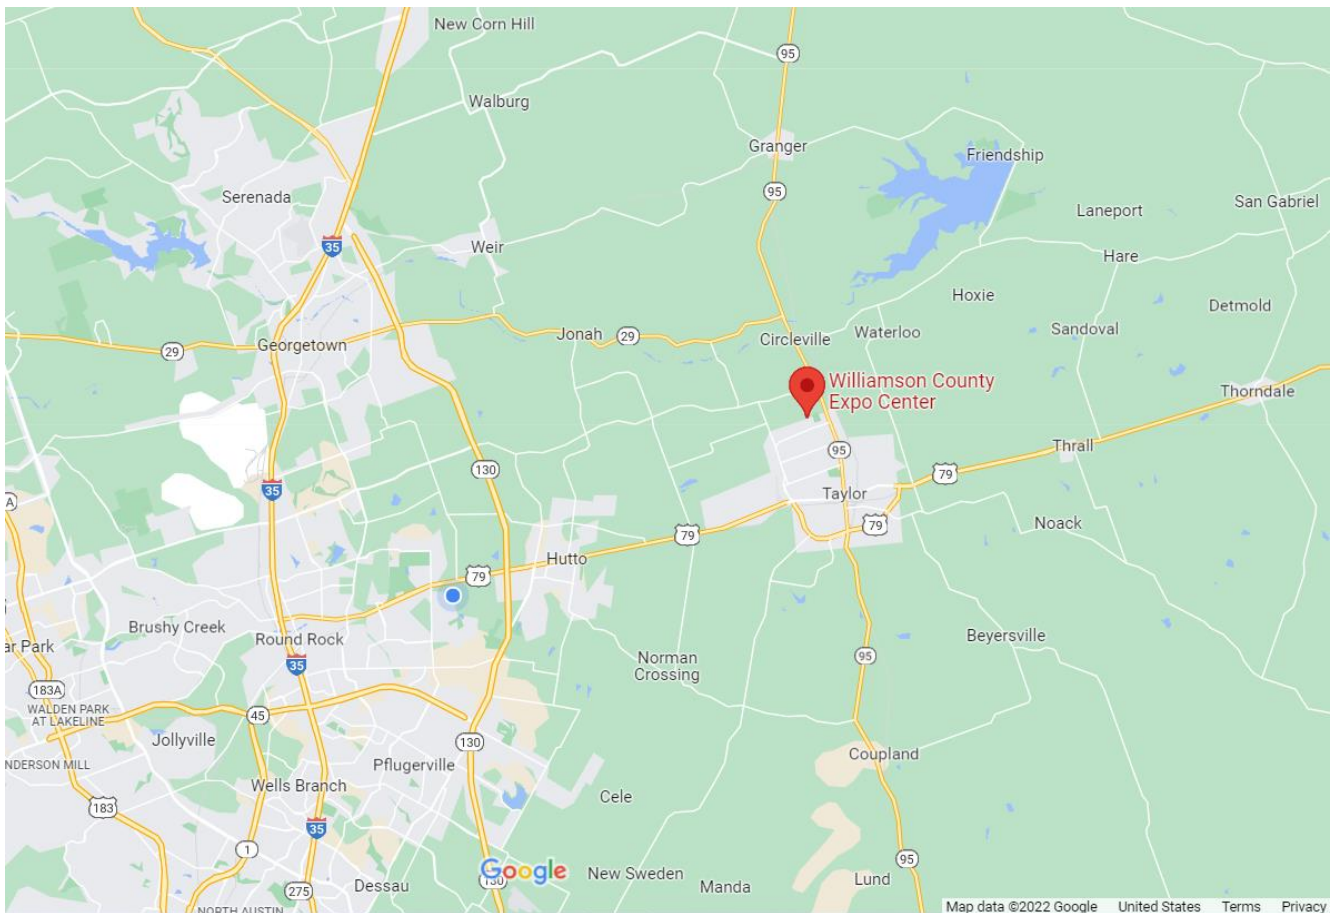 New Corn Hill
95
Walburg
Granger
Friendship
95
Serenada
Laneport
San Gabriel
35
Weir
Hare
Hoxie
Detmold
Jonah
29
Circleville
Waterloo
Sandoval
29
Georgetown
Williamson County
Expo Center
Thorndale
95
Thrall
130
79
35
Taylor
A
79
Noack
79
Hutto
79
Brushy Creek
Round Rock
Beyersville
ar Park
35
95
Norman
Crossing
183A
WALDEN PARK
AT LAKELINE
45
Jollyville
130
Coupland
NDERSON MILL
Pflugerville
Wells Branch
Cele
183
35
1
95
Google
New Sweden
130
Dessau
Manda
Lund
275
NORTH AUSTIN
Map data ©2022 Google United States Terms Privacy